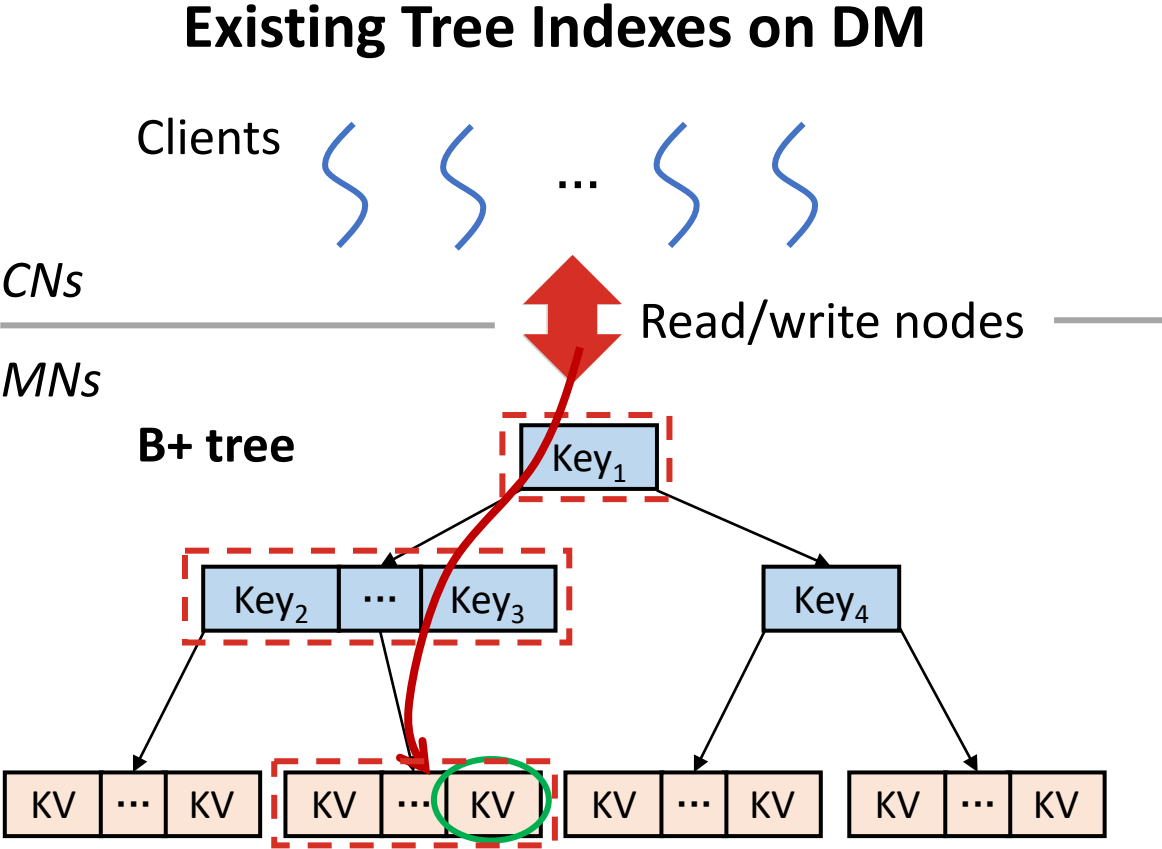 Existing Tree Indexes on DM
Clients
...
CNs
Read/write nodes
MNs
B+ tree
Key₁
Key₂ ... Key₃
Key₄
KV ... KV
KV ... KV
KV ... KV
KV ... KV